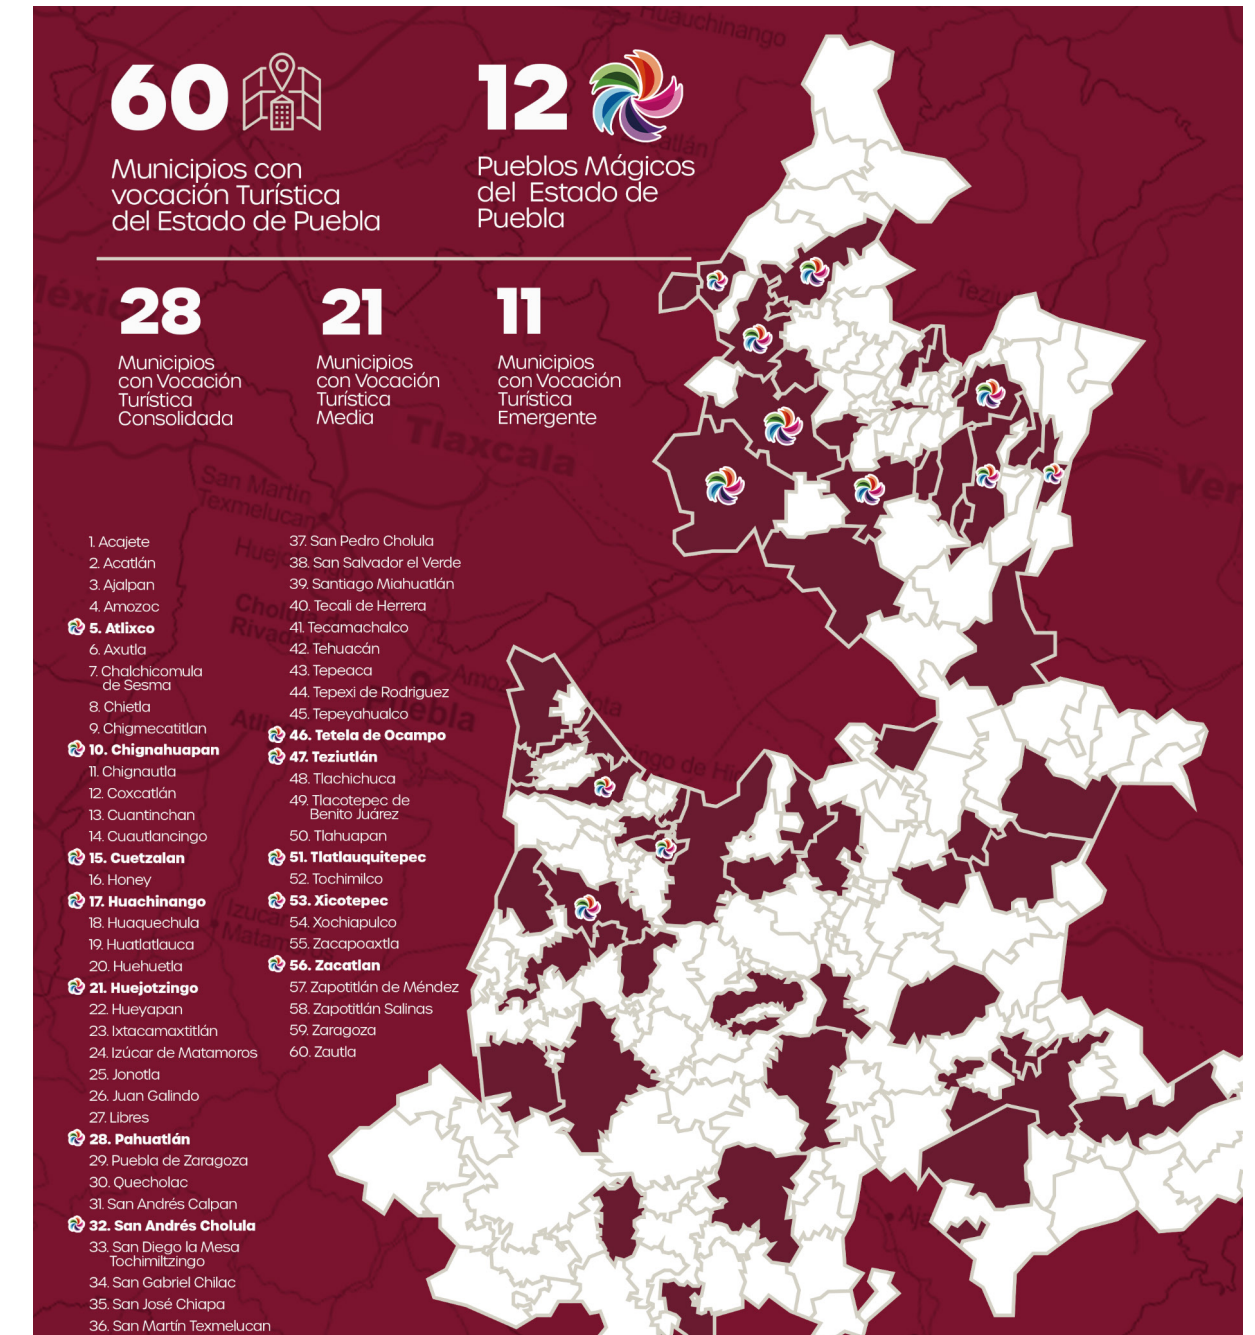 60
Municipios con
vocación Turística
del Estado de Puebla
12
Pueblos Mágicos
del Estado de
Puebla
28
Municipios
con Vocación
Turística
Consolidada
21
Municipios
con Vocación
Turística
Media
11
Municipios
con Vocación
Turística
Emergente
1. Acajete
2. Acatlán
3. Ajalpan
4. Amozoc
5. Atlixco
6. Axutla
7. Chalchicomula
de Sesma
8. Chietla
9. Chigmecatitlan
10. Chignahuapan
11. Chignautla
12. Coxcatlán
13. Cuantinchan
14. Cuautlancingo
15. Cuetzalan
16. Honey
17. Huachinango
18. Huaquechula
19. Huatlatlauca
20. Huehuetla
21. Huejotzingo
22. Hueyapan
23. Ixtacamaxtitlán
24. Izúcar de Matamoros
25. Jonotla
26. Juan Galindo
27. Libres
28. Pahuatlán
29. Puebla de Zaragoza
30. Quecholac
31. San Andrés Calpan
32. San Andrés Cholula
33. San Diego la Mesa
Tochimiltzingo
34. San Gabriel Chilac
35. San José Chiapa
36. San Martín Texmelucan
37. San Pedro Cholula
38. San Salvador el Verde
39. Santiago Miahuatlán
40. Tecali de Herrera
41. Tecamachalco
42. Tehuacán
43. Tepeaca
44. Tepexi de Rodriguez
45. Tepeyahualco
46. Tetela de Ocampo
47. Teziutlán
48. Tlachichuca
49. Tlacotepec de
Benito Juárez
50. Tlahuapan
51. Tlatlauquitepec
52. Tochimilco
53. Xicotepec
54. Xochiapulco
55. Zacapoaxtla
56. Zacatlan
57. Zapotitlán de Méndez
58. Zapotitlán Salinas
59. Zaragoza
60. Zautla
Huauchinango
Tlaxcala
San Martín
Texmelucan
Puebla